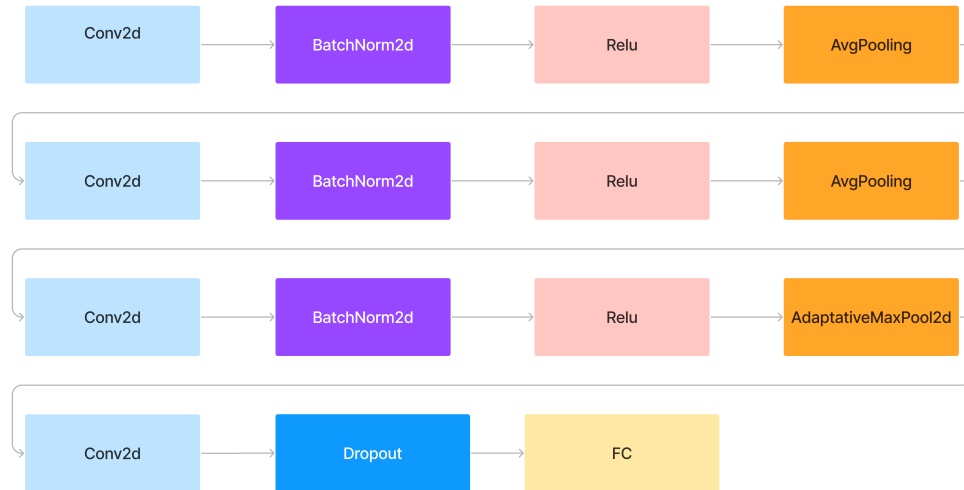 Conv2d
BatchNorm2d
Relu
AvgPooling
Conv2d
BatchNorm2d
Relu
AvgPooling
Conv2d
BatchNorm2d
Relu
AdaptativeMaxPool2d
Conv2d
Dropout
FC